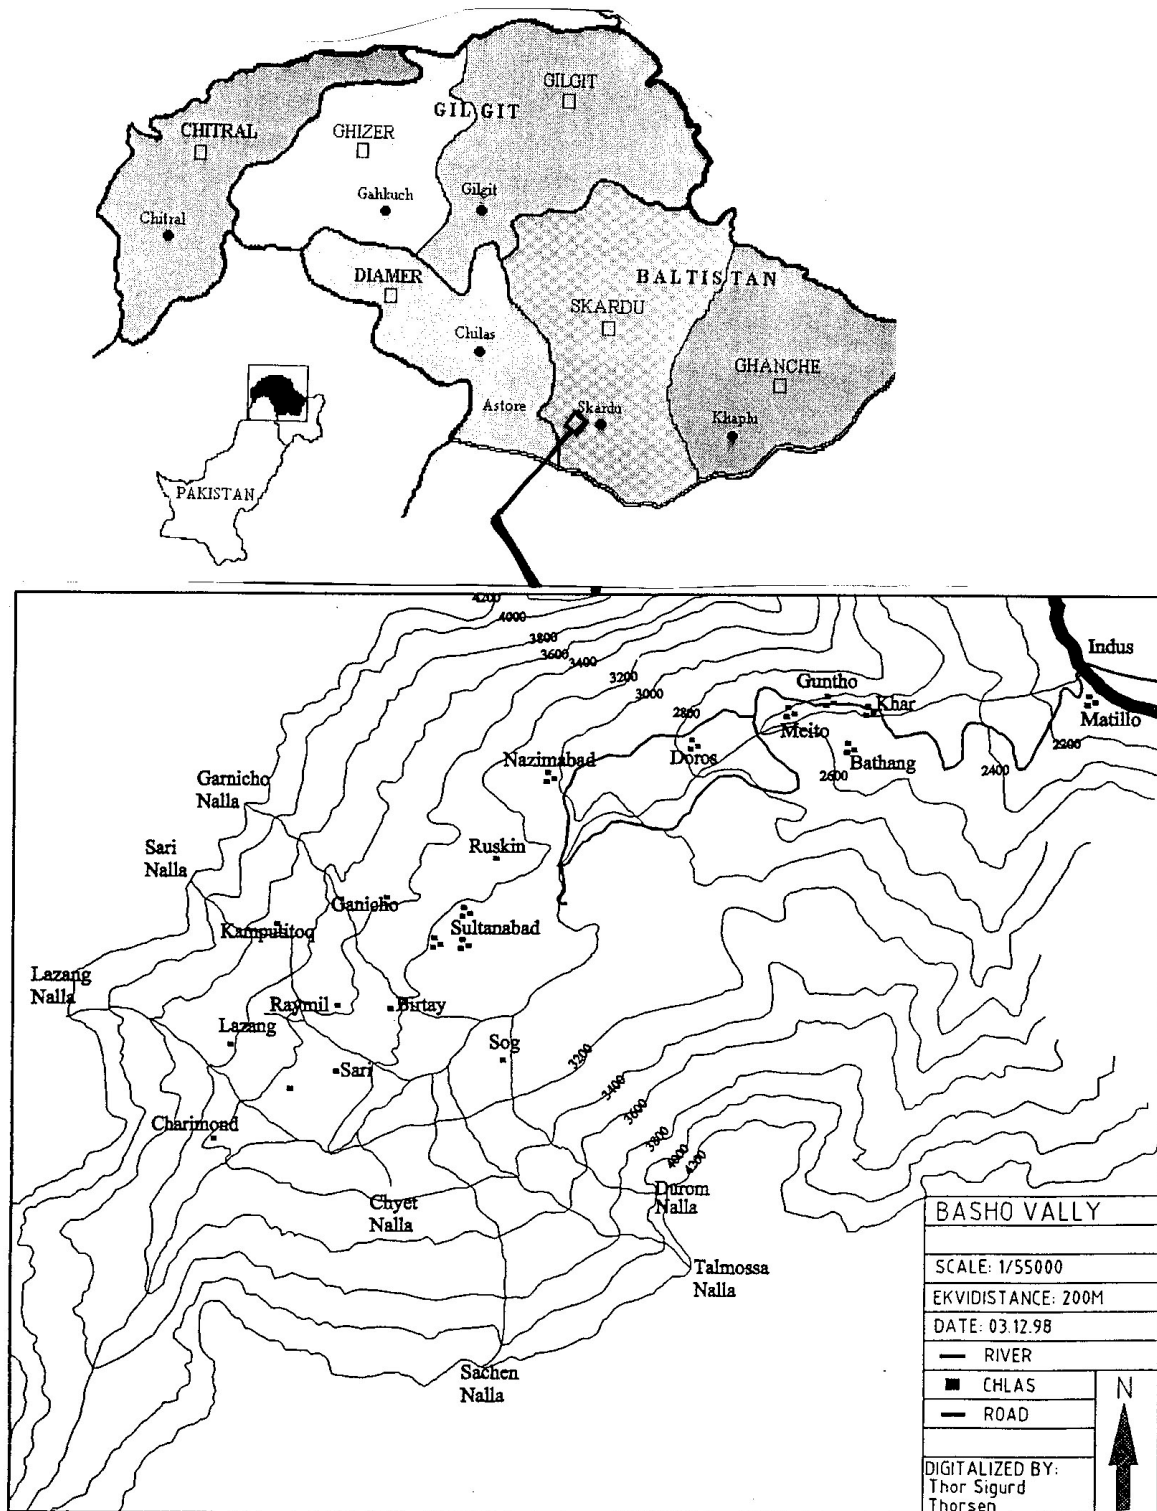 GILGIT
GILGIT
CHITRAL
GHIZER
Gahkuch
Gilgit
Chitral
DIAMER
BALTISTAN
SKARDU
Chilas
GHANCHE
Astore
Skardu
Khaplu
PAKISTAN
4200
4000
3800
3600
3400
3200
3000
2800
Indus
Guntho
Khar
Matillo
Meito
Doros
Bathang
2200
2400
2600
Nazimabad
Garnicho
Nalla
Ruskin
Sari
Nalla
Ganicho
Kampulitoq
Sultanabad
Lazang
Nalla
Raymil
Birtay
Lazang
Sog
Sari
3200
3400
3600
3800
4000
4200
Charimond
Chyet
Nalla
Durom
Nalla
Talmossa
Nalla
Sachen
Nalla
BASHO VALLY
SCALE: 1/55000
EKVIDISTANCE: 200M
DATE: 03.12.98
RIVER
CHLAS
ROAD
N
DIGITALIZED BY:
Thor Sigurd
Thorsen